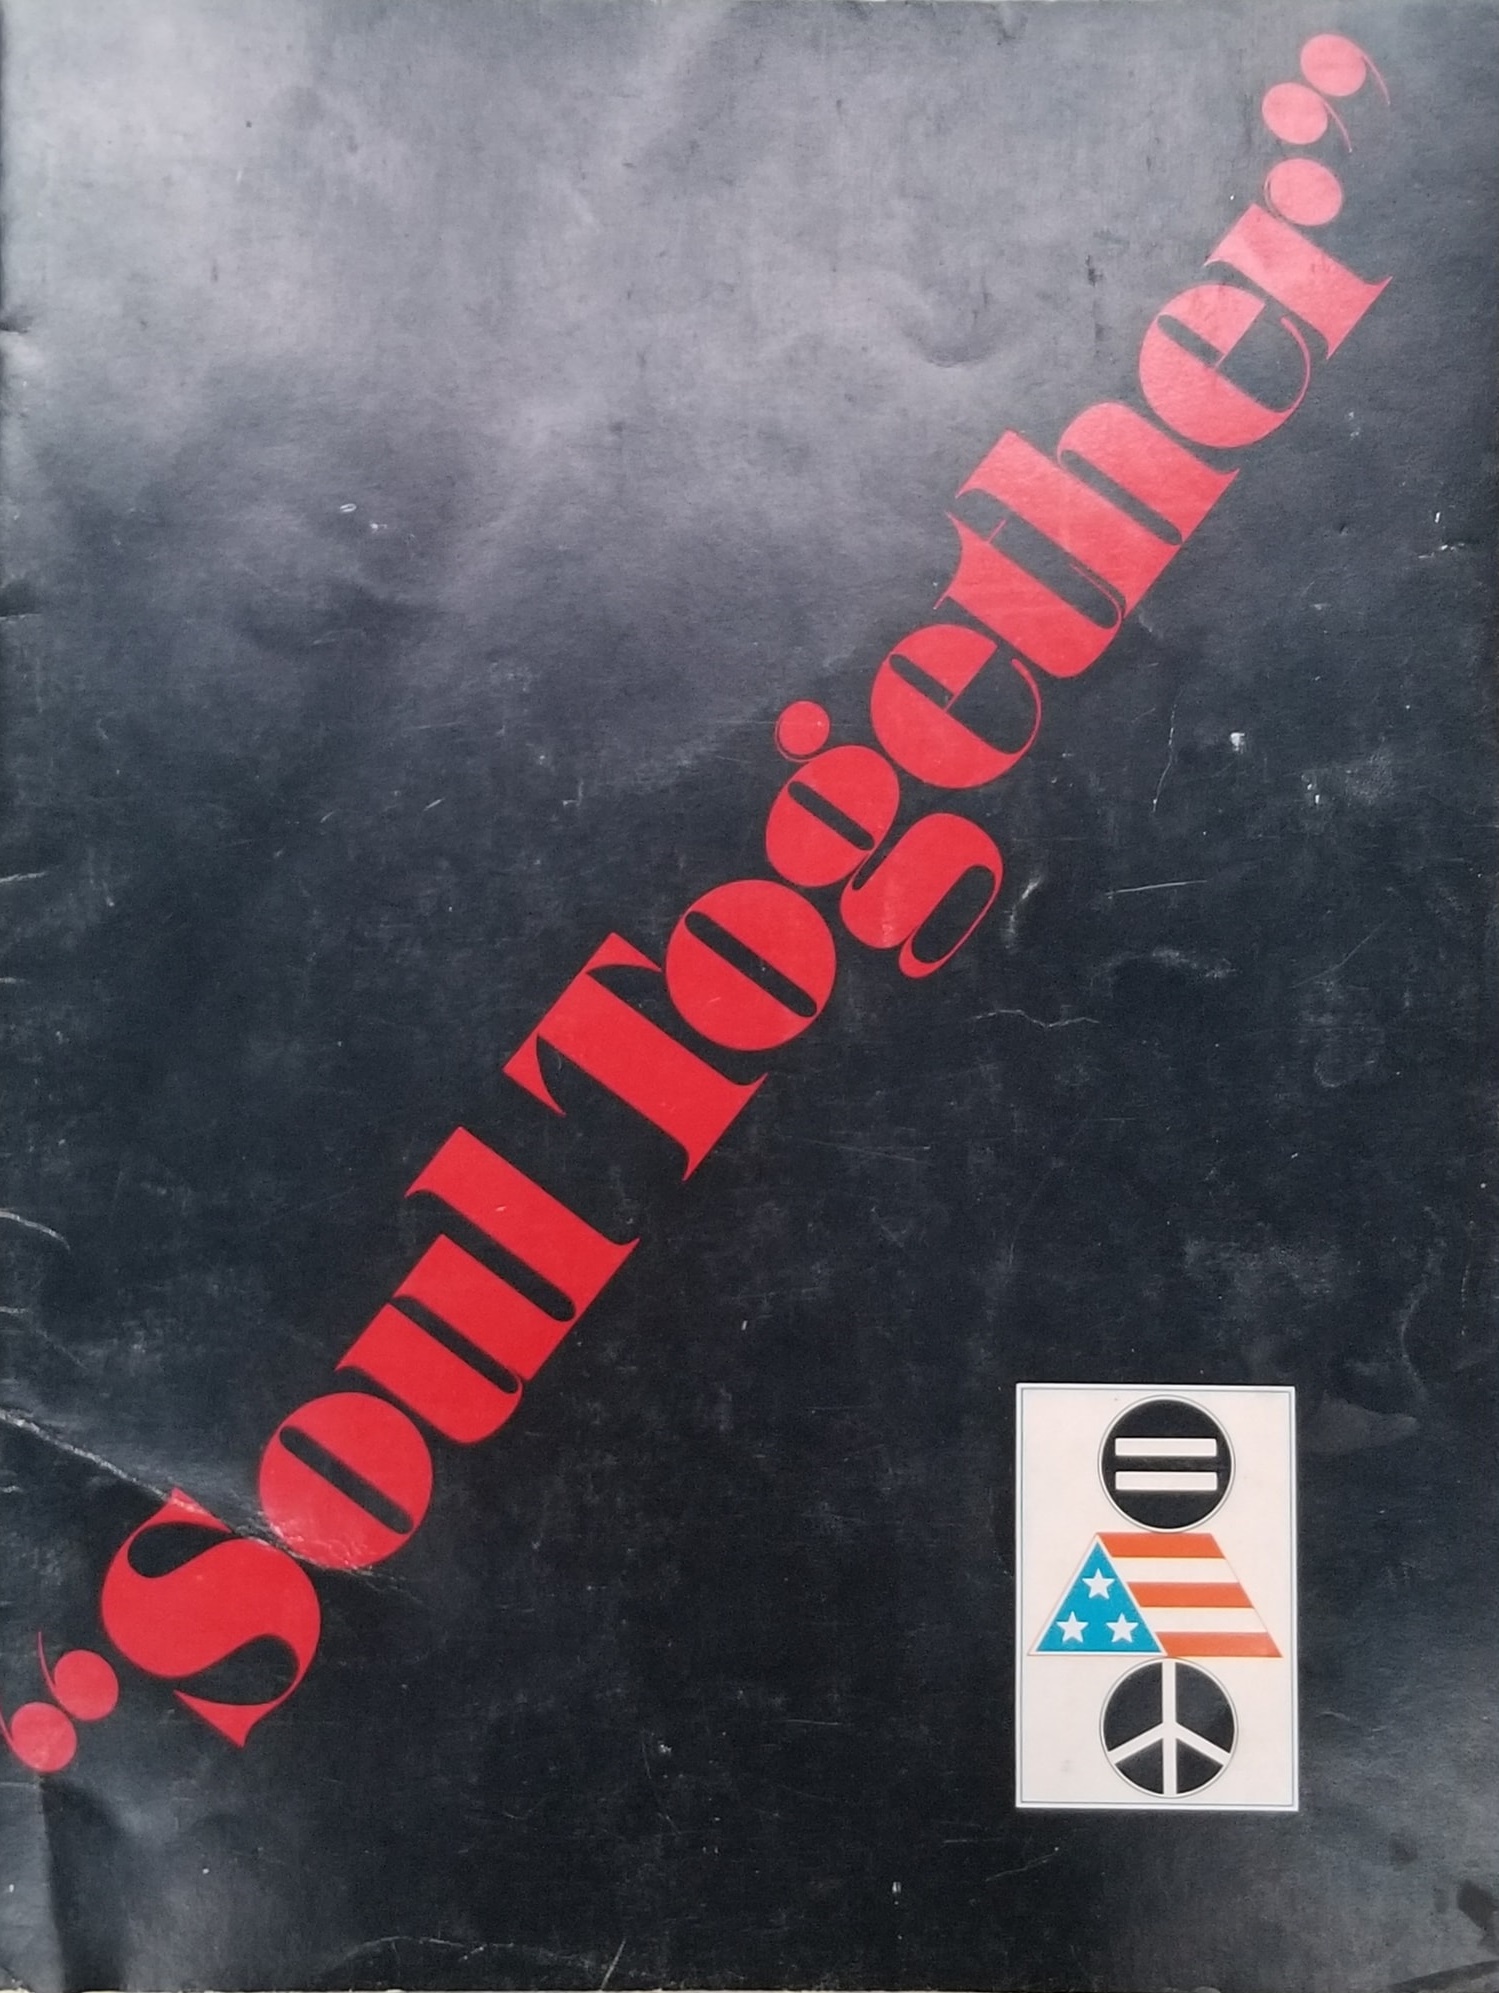 “Soul Together”